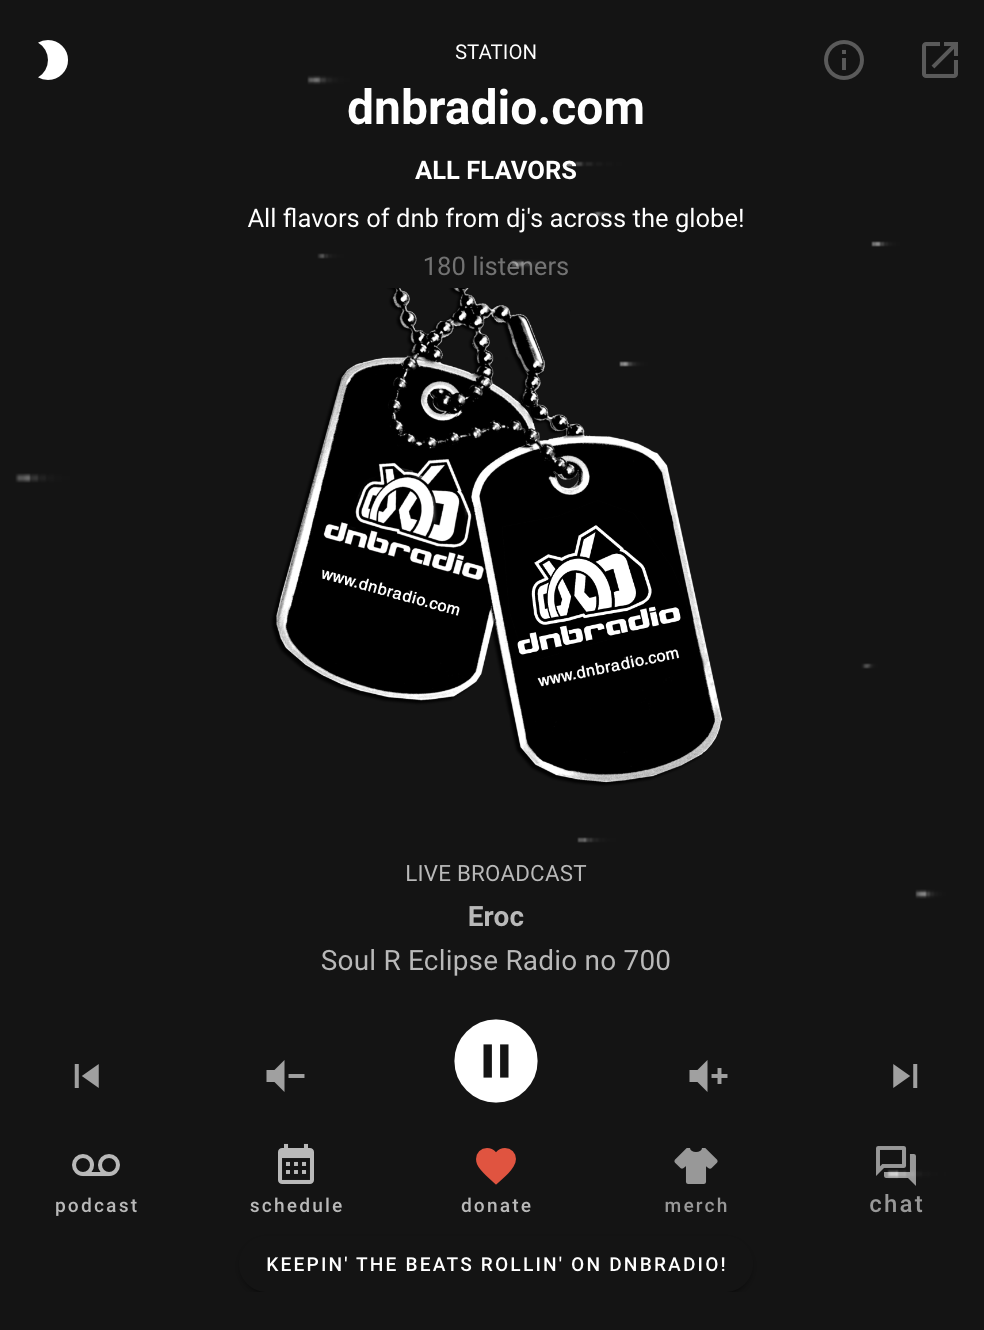 STATION
dnbradio.com
ALL FLAVORS
All flavors of dnb from dj's across the globe!
180 listeners
dnbradio
www.dnbradio.com
dnbradio
www.dnbradio.com
LIVE BROADCAST
Eroc
Soul R Eclipse Radio no 700
podcast
schedule
donate
merch
chat
KEEPIN' THE BEATS ROLLIN' ON DNBRADIO!